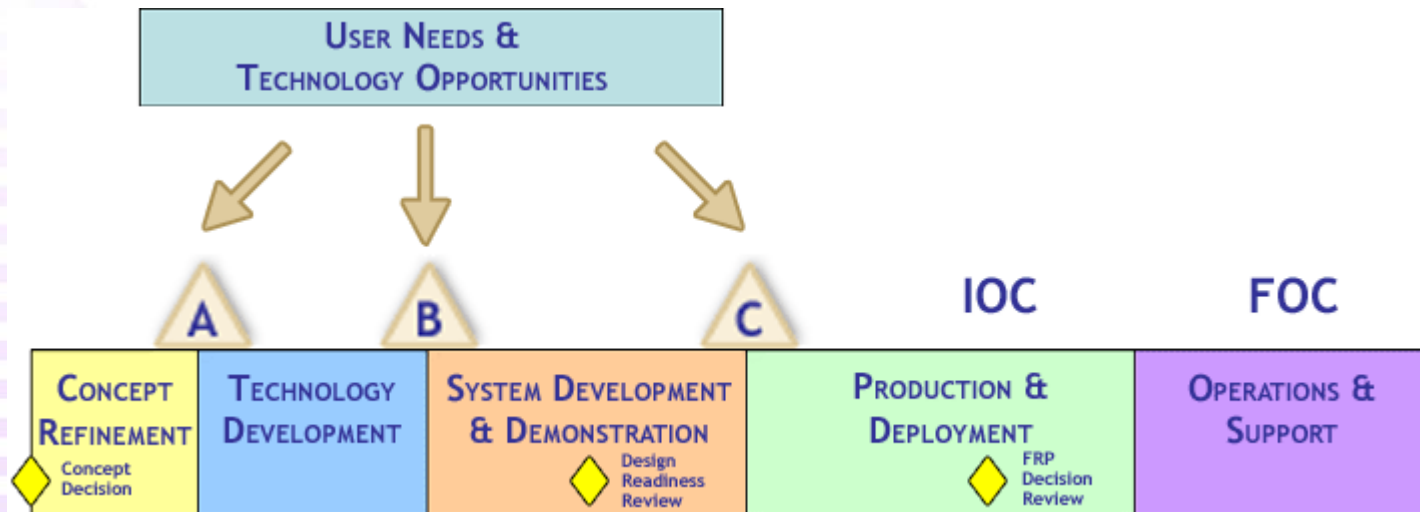 USER NEEDS &
TECHNOLOGY OPPORTUNITIES
A
B
C
IOC
FOC
CONCEPT
REFINEMENT
Concept
Decision
TECHNOLOGY
DEVELOPMENT
SYSTEM DEVELOPMENT
& DEMONSTRATION
Design
Readiness
Review
PRODUCTION &
DEPLOYMENT
FRP
Decision
Review
OPERATIONS &
SUPPORT